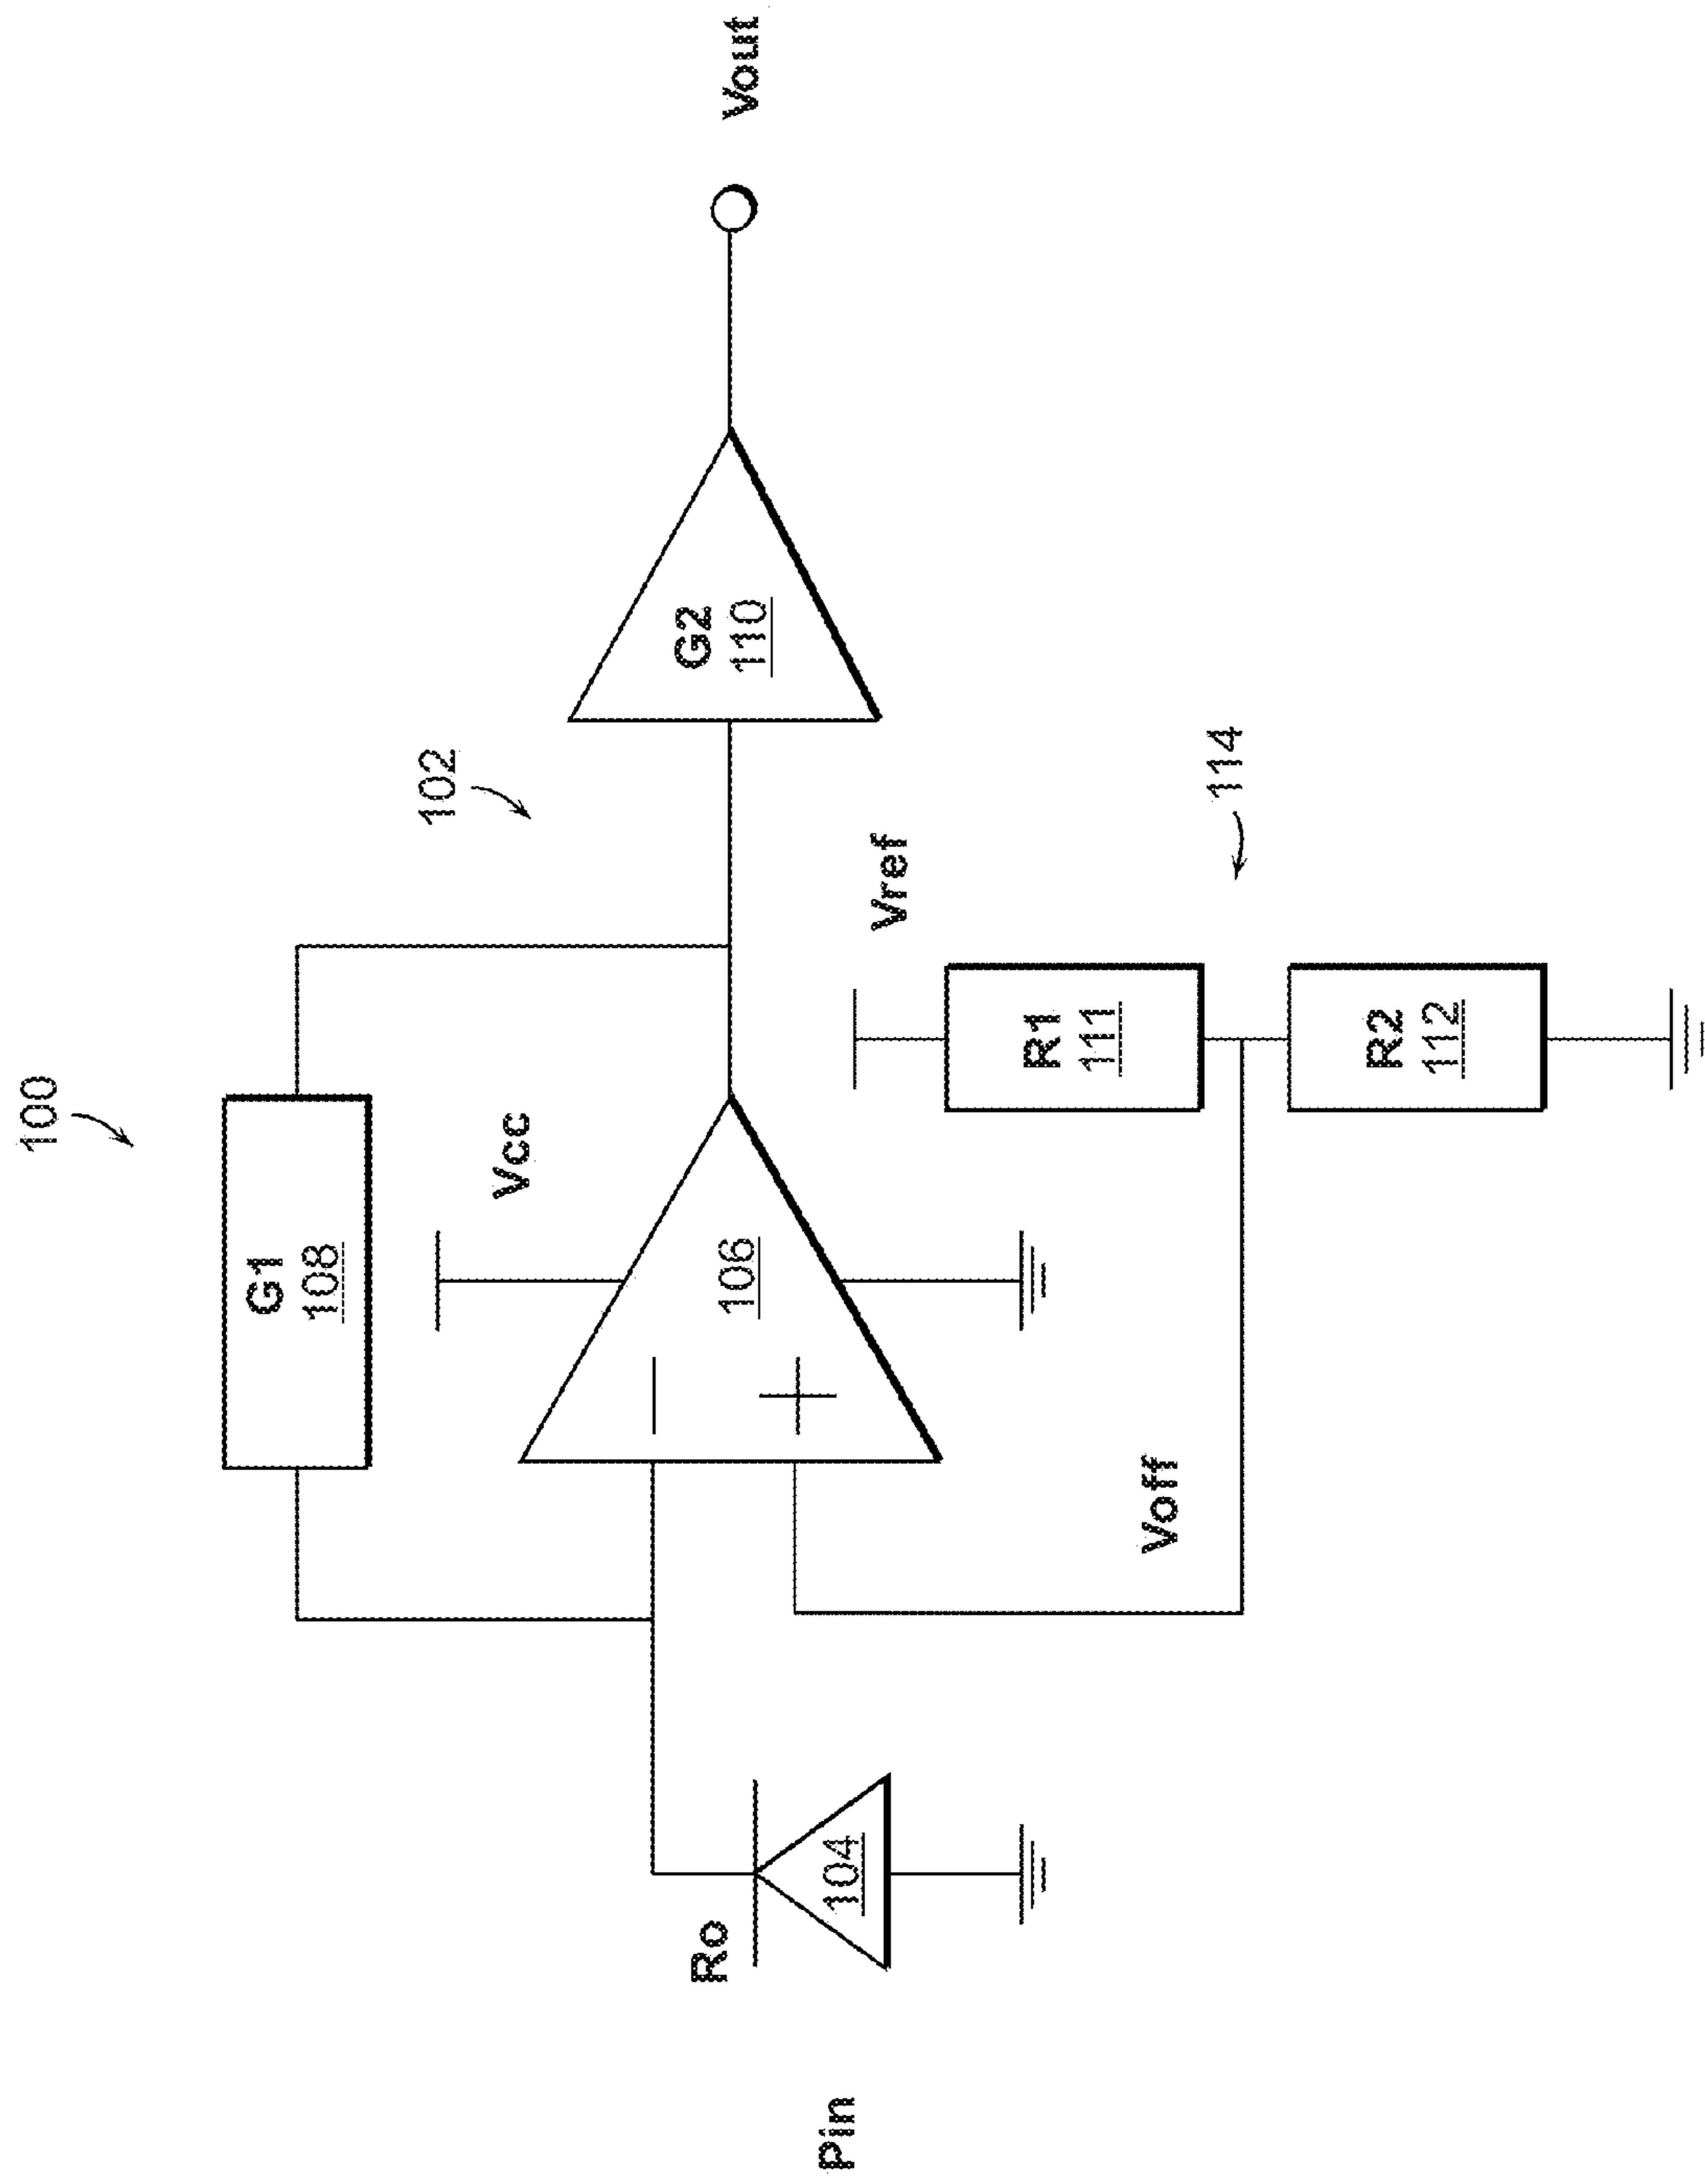 100
102
G1
108
Vcc
Vout
G2
110
106
−
+
Ro
104
Pin
Vref
114
R1
111
Voff
R2
112